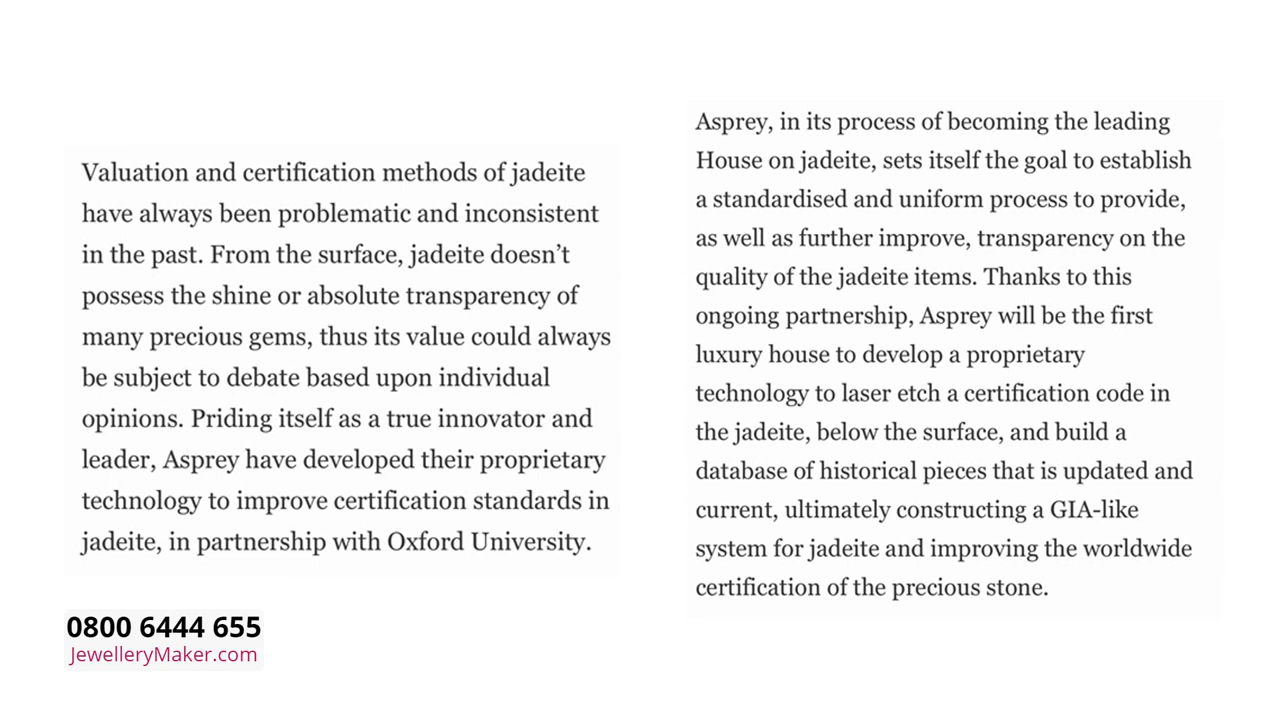 Valuation and certification methods of jadeite
have always been problematic and inconsistent
in the past. From the surface, jadeite doesn’t
possess the shine or absolute transparency of
many precious gems, thus its value could always
be subject to debate based upon individual
opinions. Priding itself as a true innovator and
leader, Asprey have developed their proprietary
technology to improve certification standards in
jadeite, in partnership with Oxford University.
Asprey, in its process of becoming the leading
House on jadeite, sets itself the goal to establish
a standardised and uniform process to provide,
as well as further improve, transparency on the
quality of the jadeite items. Thanks to this
ongoing partnership, Asprey will be the first
luxury house to develop a proprietary
technology to laser etch a certification code in
the jadeite, below the surface, and build a
database of historical pieces that is updated and
current, ultimately constructing a GIA-like
system for jadeite and improving the worldwide
certification of the precious stone.
0800 6444 655
JewelleryMaker.com